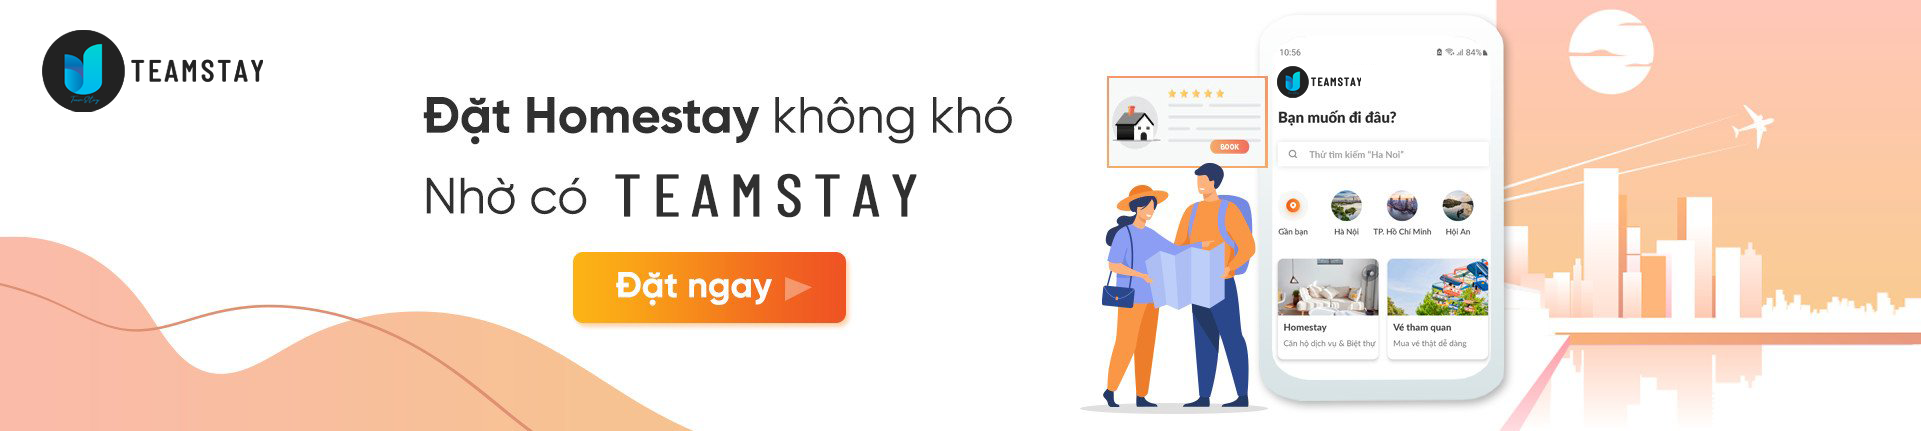 TEAMSTAY
Team Stay
Đặt Homestay không khó
Nhờ có TEAMSTAY
Đặt ngay
BOOK
10:56
84%
TEAMSTAY
Bạn muốn đi đâu?
Thử tìm kiếm "Ha Noi"
Gần bạn
Hà Nội
TP. Hồ Chí Minh
Hội An
Homestay
Căn hộ dịch vụ & Biệt thự
Vé tham quan
Mua vé thật dễ dàng